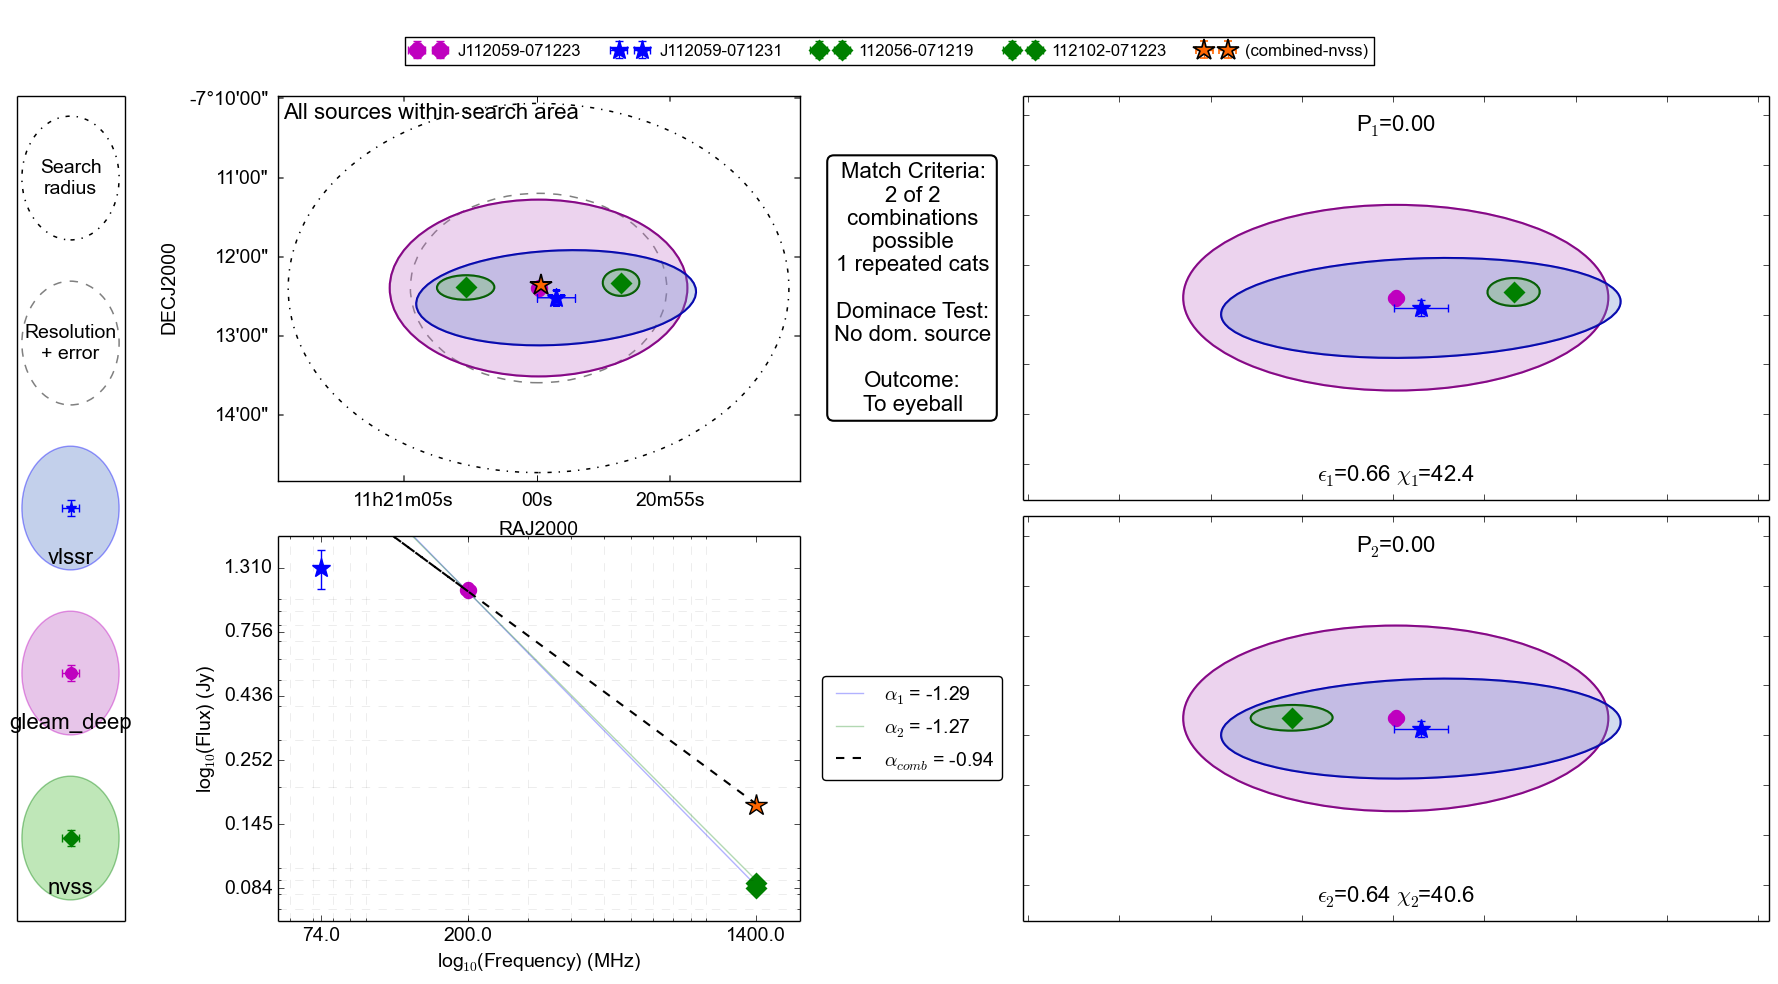 J112059-071223 J112059-071231 112056-071219 112102-071223 (combined-nvss)
Search
radius
Resolution
+ error
vlssr
gleam_deep
nvss
All sources within search area
DECJ2000
-7°10'00"
11'00"
12'00"
13'00"
14'00"
11h21m05s 00s 20m55s
RAJ2000
Match Criteria:
2 of 2
combinations
possible
1 repeated cats
Dominace Test:
No dom. source
Outcome:
To eyeball
P1=0.00
ϵ1=0.66 χ1=42.4
log10(Flux) (Jy)
1.310
0.756
0.436
0.252
0.145
0.084
74.0 200.0 1400.0
log10(Frequency) (MHz)
α1 = -1.29
α2 = -1.27
αcomb = -0.94
P2=0.00
ϵ2=0.64 χ2=40.6